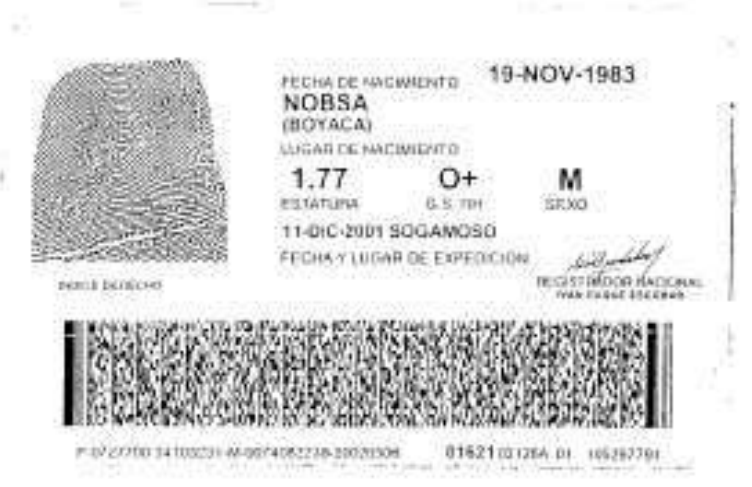 FECHA DE NACIMIENTO 19-NOV-1983
NOBSA
(BOYACA)
LUGAR DE NACIMIENTO
1.77 O+ M
ESTATURA G.S. RH SEXO
11-DIC-2001 SOGAMOSO
FECHA Y LUGAR DE EXPEDICION
INDICE DERECHO
REGISTRADOR NACIONAL
01621